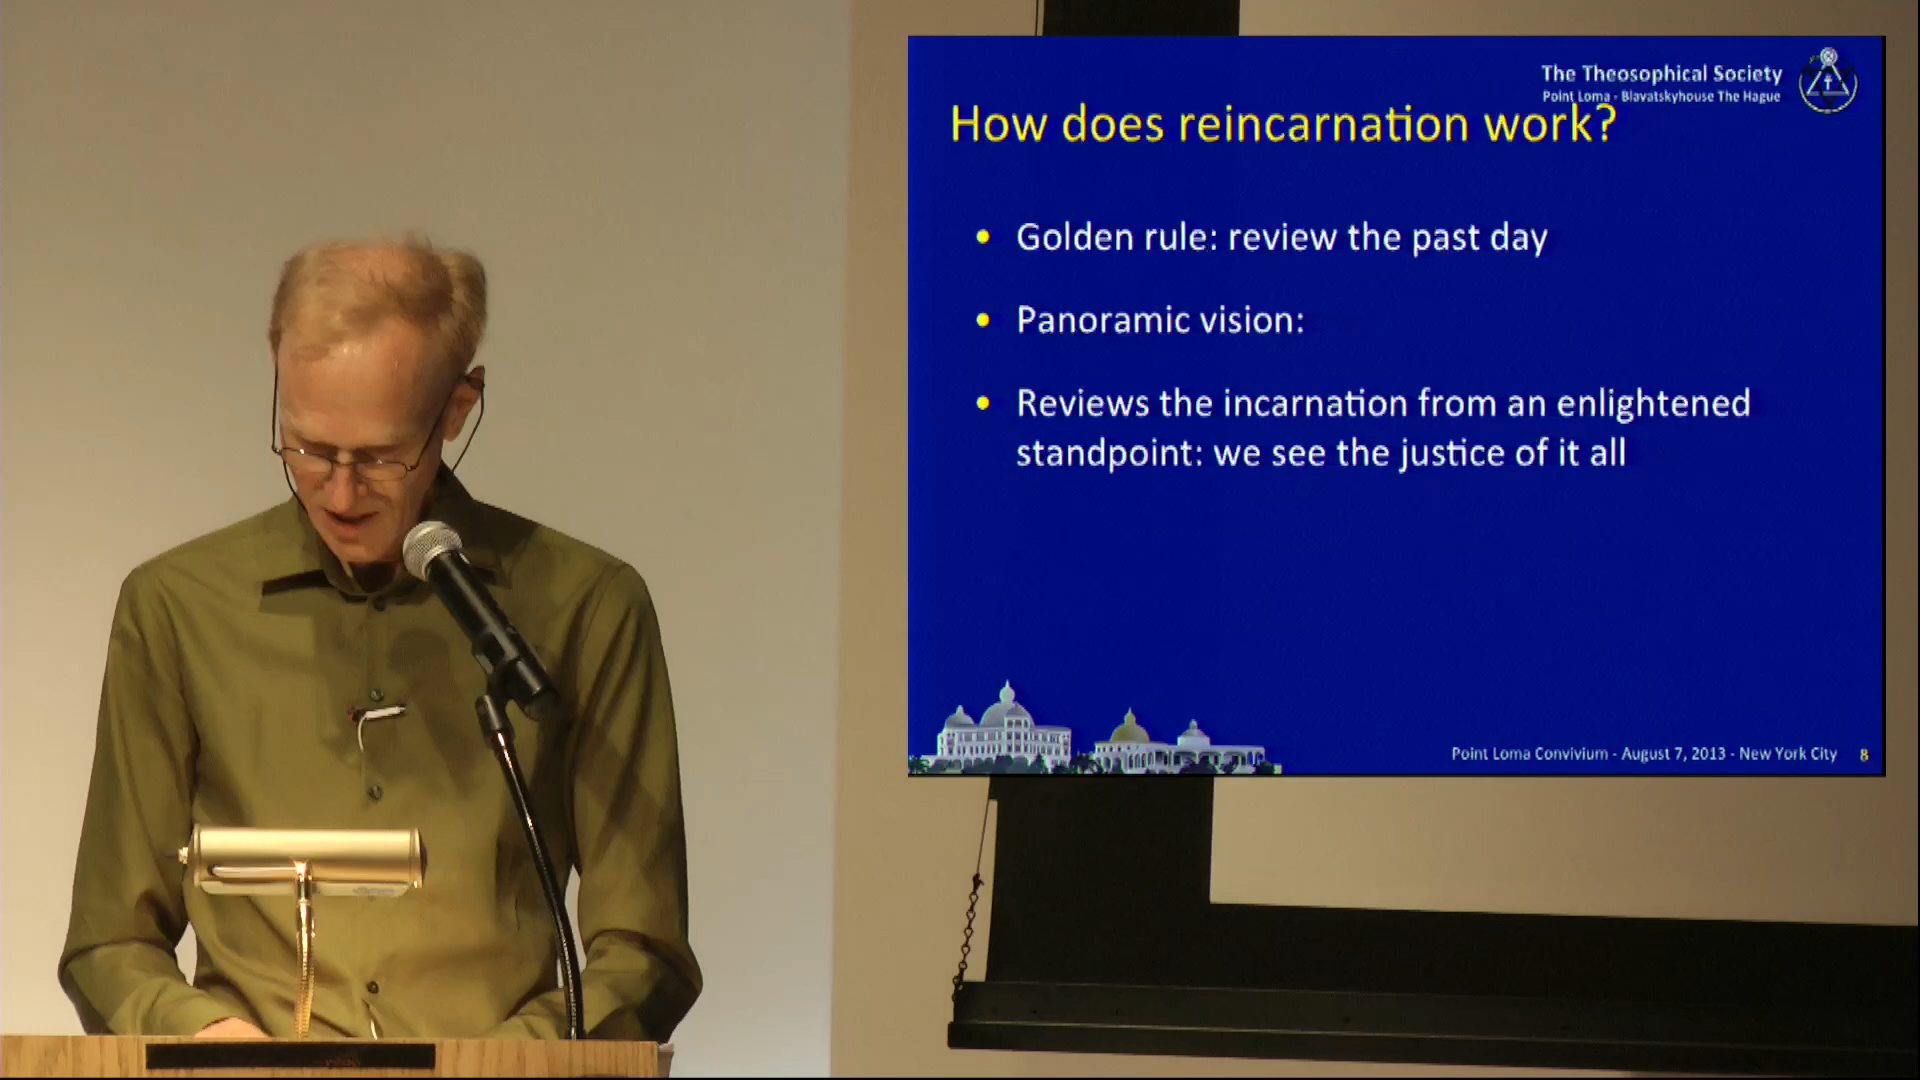 The Theosophical Society
Point Loma - Blavatskyhouse The Hague
How does reincarnation work?
• Golden rule: review the past day
• Panoramic vision:
• Reviews the incarnation from an enlightened
standpoint: we see the justice of it all
Point Loma Convivium - August 7, 2013 - New York City 8